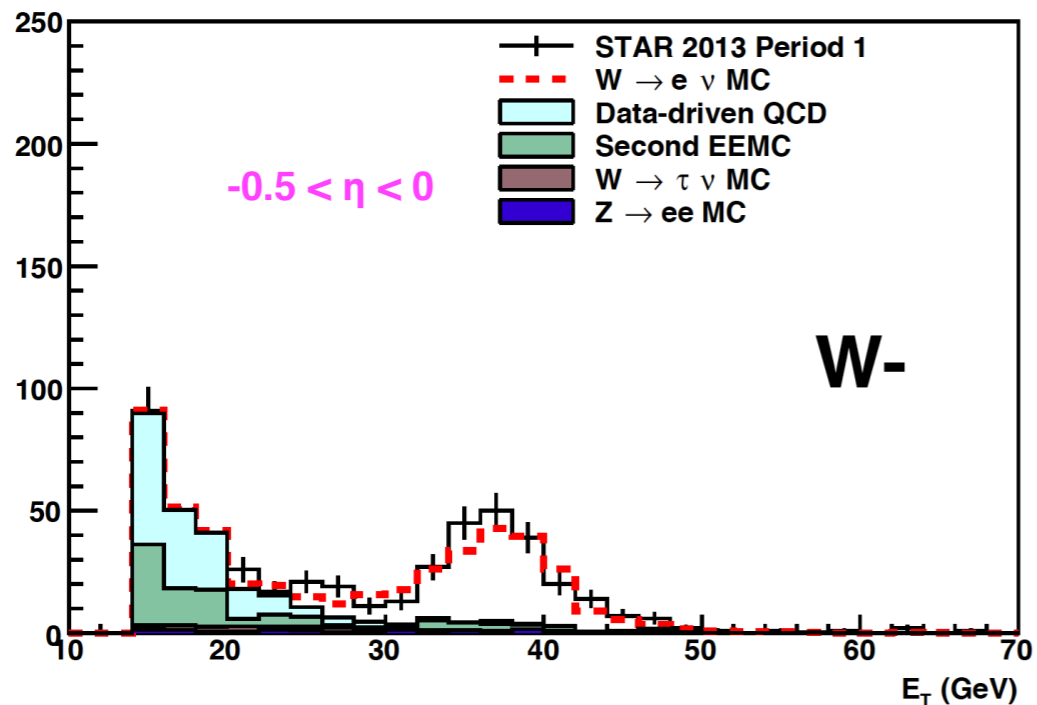 250
200
150
100
50
0
10 20 30 40 50 60 70
E_T (GeV)
STAR 2013 Period 1
W → e ν MC
Data-driven QCD
Second EEMC
W → τ ν MC
Z → ee MC
-0.5 < η < 0
W-